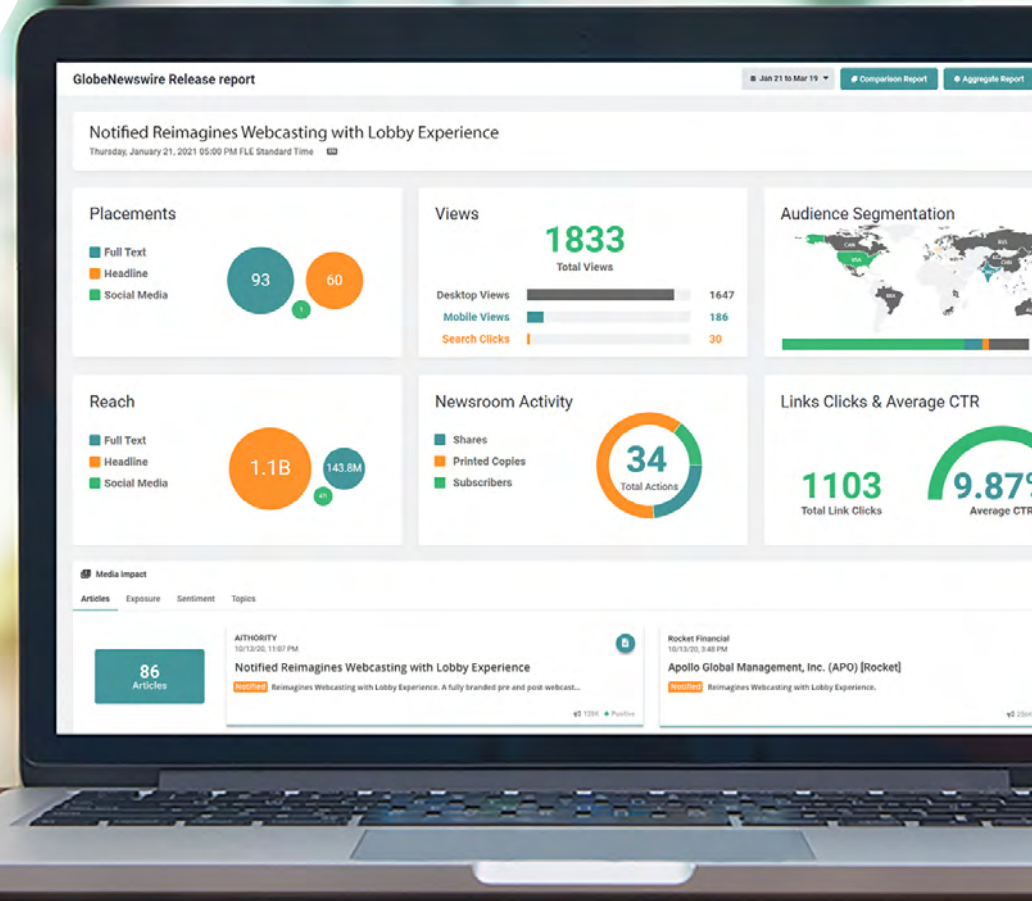 GlobeNewswire Release report
Jan 21 to Mar 19
Comparison Report
Aggregate Report
Notified Reimagines Webcasting with Lobby Experience
Thursday, January 21, 2021 05:00 PM FLE Standard Time
Placements
Full Text
Headline
Social Media
93
60
1
Views
1833
Total Views
Desktop Views 1647
Mobile Views 186
Search Clicks 30
Audience Segmentation
CAN
USA
BRA
RUS
CHN
Reach
Full Text
Headline
Social Media
1.1B
143.8M
Newsroom Activity
Shares
Printed Copies
Subscribers
34
Total Actions
Links Clicks & Average CTR
1103
Total Link Clicks
9.87%
Average CTR
Media Impact
Articles Exposure Sentiment Topics
86
Articles
AITHORITY
10/13/20, 11:07 PM
Notified Reimagines Webcasting with Lobby Experience
Notified Reimagines Webcasting with Lobby Experience. A fully branded pre and post webcast...
Positive
Rocket Financial
10/13/20, 3:48 PM
Apollo Global Management, Inc. (APO) [Rocket]
Notified Reimagines Webcasting with Lobby Experience.